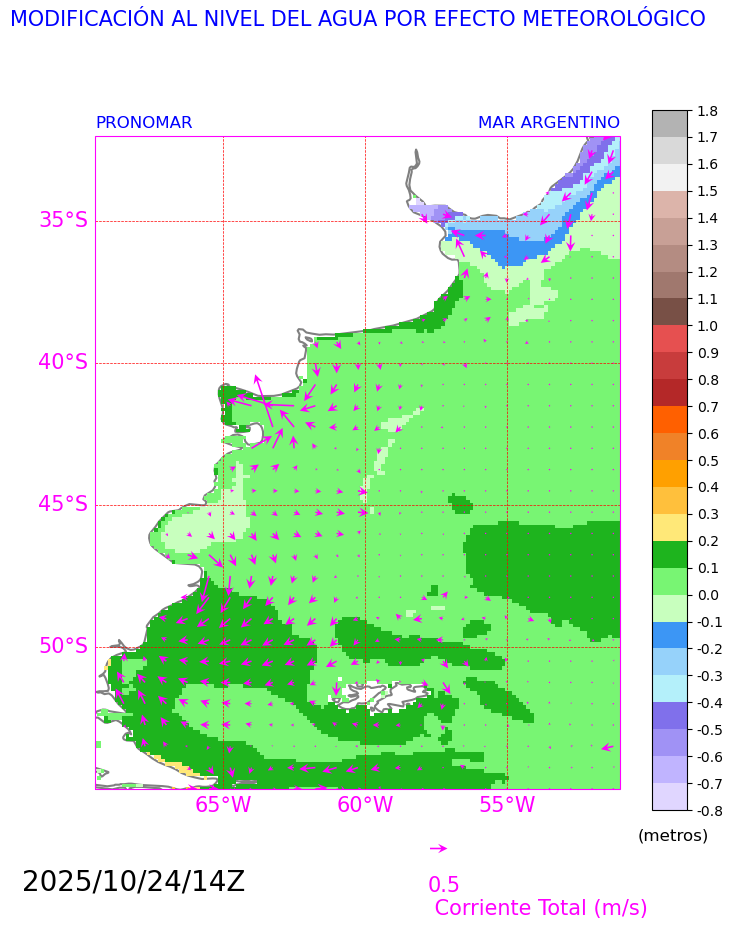 MODIFICACIÓN AL NIVEL DEL AGUA POR EFECTO METEOROLÓGICO
PRONOMAR
MAR ARGENTINO
35°S
40°S
45°S
50°S
65°W
60°W
55°W
1.8
1.7
1.6
1.5
1.4
1.3
1.2
1.1
1.0
0.9
0.8
0.7
0.6
0.5
0.4
0.3
0.2
0.1
0.0
-0.1
-0.2
-0.3
-0.4
-0.5
-0.6
-0.7
-0.8
(metros)
2025/10/24/14Z
0.5
Corriente Total (m/s)